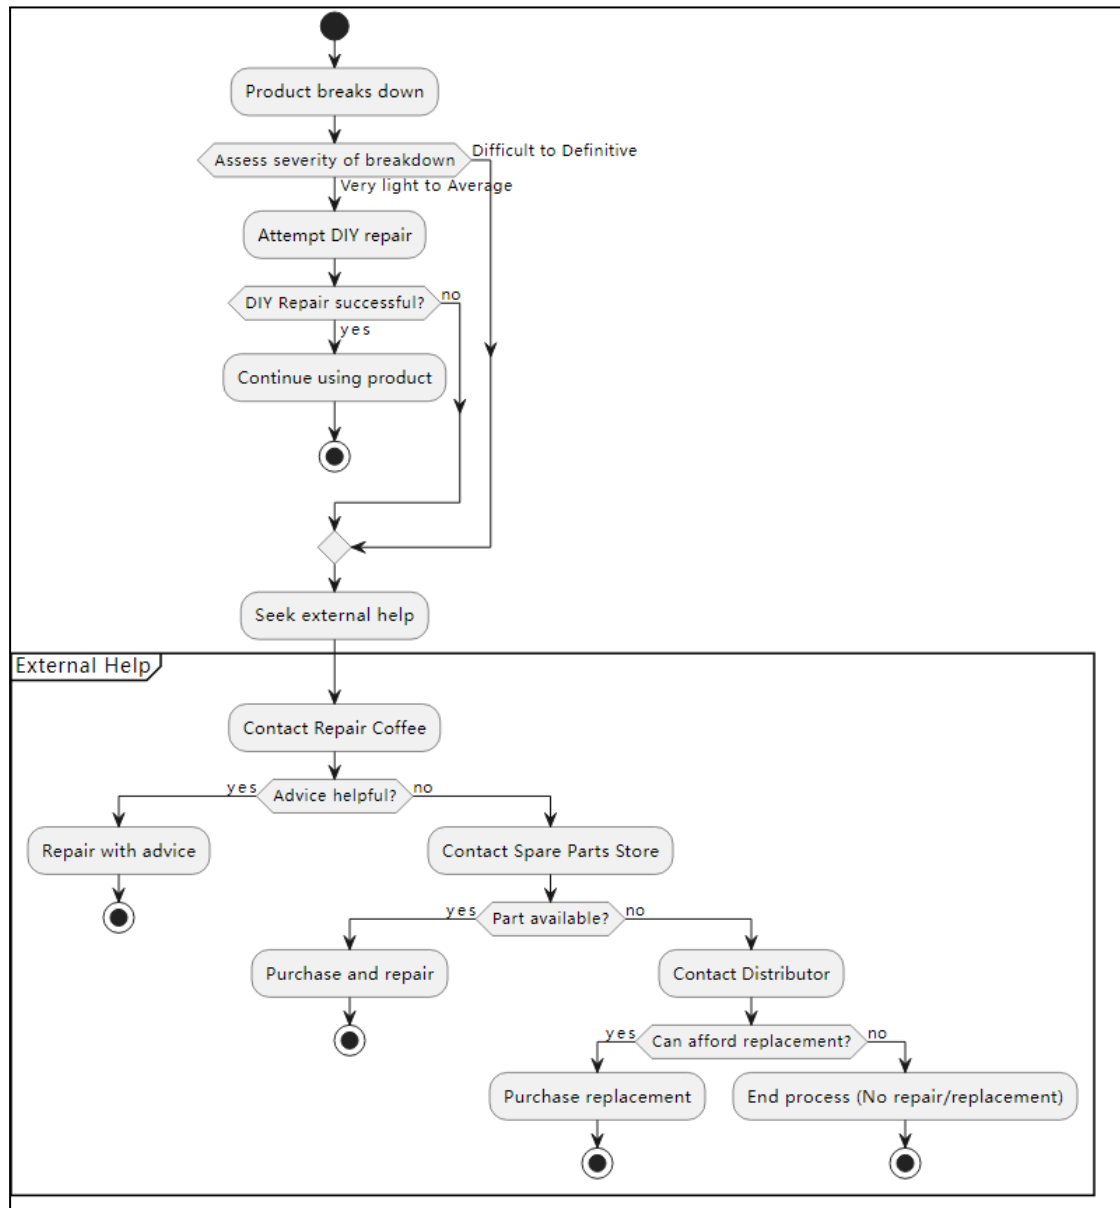 Product breaks down
Assess severity of breakdown
Difficult to Definitive
Very light to Average
Attempt DIY repair
DIY Repair successful?
no
yes
Continue using product
Seek external help
External Help
Contact Repair Coffee
yes
Advice helpful?
no
Repair with advice
Contact Spare Parts Store
yes
Part available?
no
Purchase and repair
Contact Distributor
yes
Can afford replacement?
no
Purchase replacement
End process (No repair/replacement)